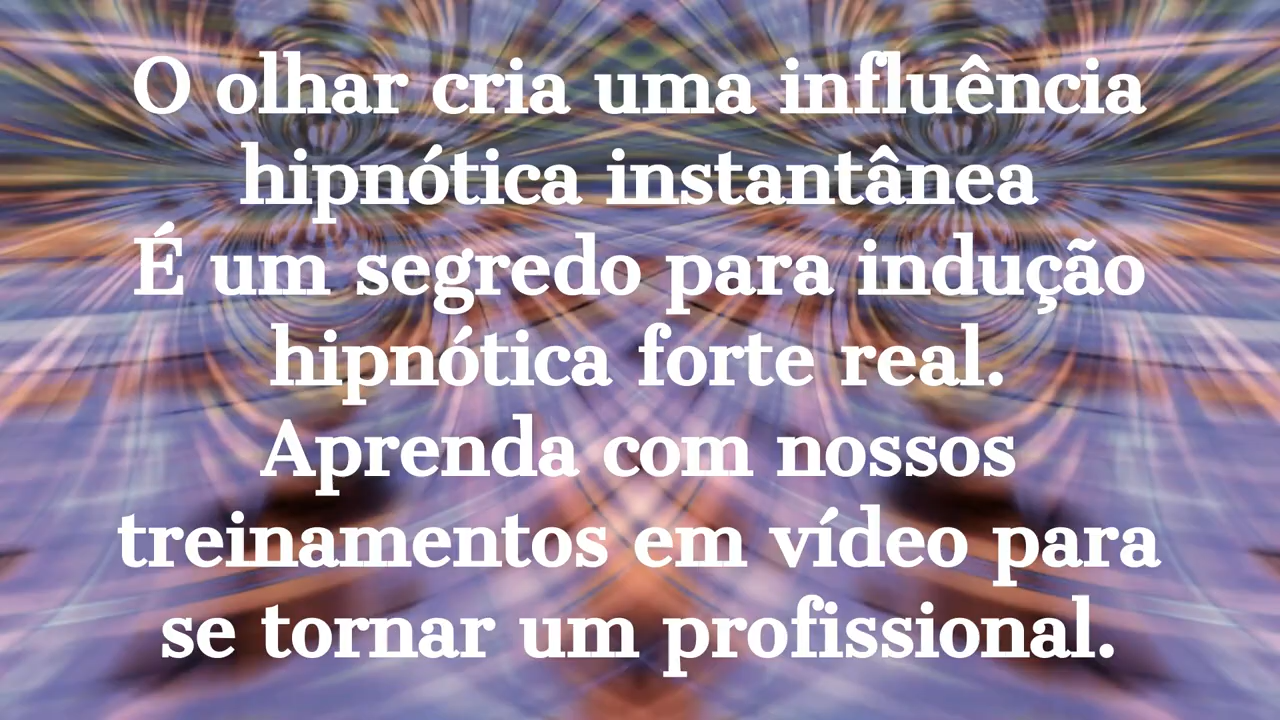 O olhar cria uma influência
hipnótica instantânea
É um segredo para indução
hipnótica forte real.
Aprenda com nossos
treinamentos em vídeo para
se tornar um profissional.